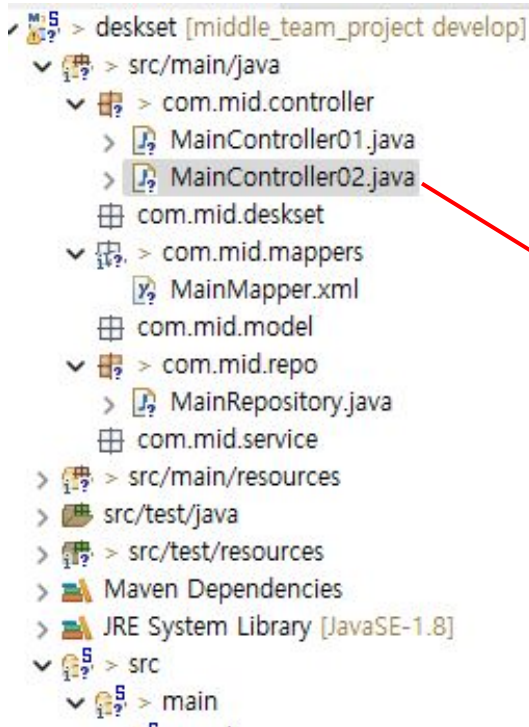 > deskset [middle_team_project develop]
> src/main/java
> com.mid.controller
> MainController01.java
> MainController02.java
com.mid.deskset
> com.mid.mappers
MainMapper.xml
com.mid.model
> com.mid.repo
> MainRepository.java
com.mid.service
> > src/main/resources
> src/test/java
> > src/test/resources
> Maven Dependencies
> JRE System Library [JavaSE-1.8]
> src
> main